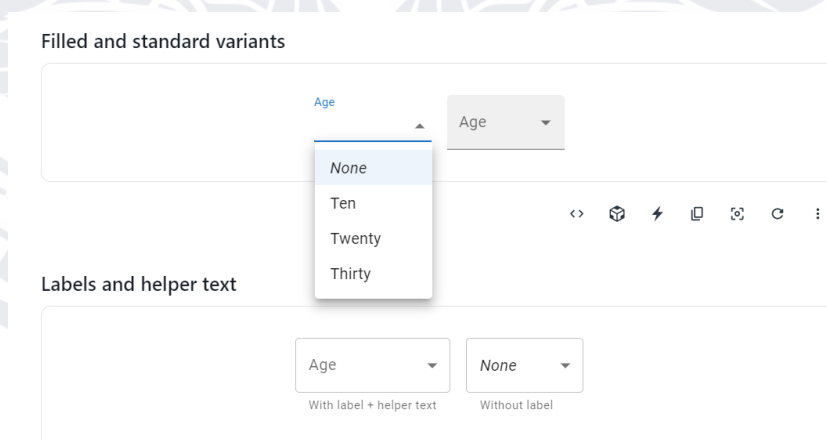 Filled and standard variants
Age
Age
None
Ten
Twenty
Thirty
Labels and helper text
Age
None
With label + helper text
Without label